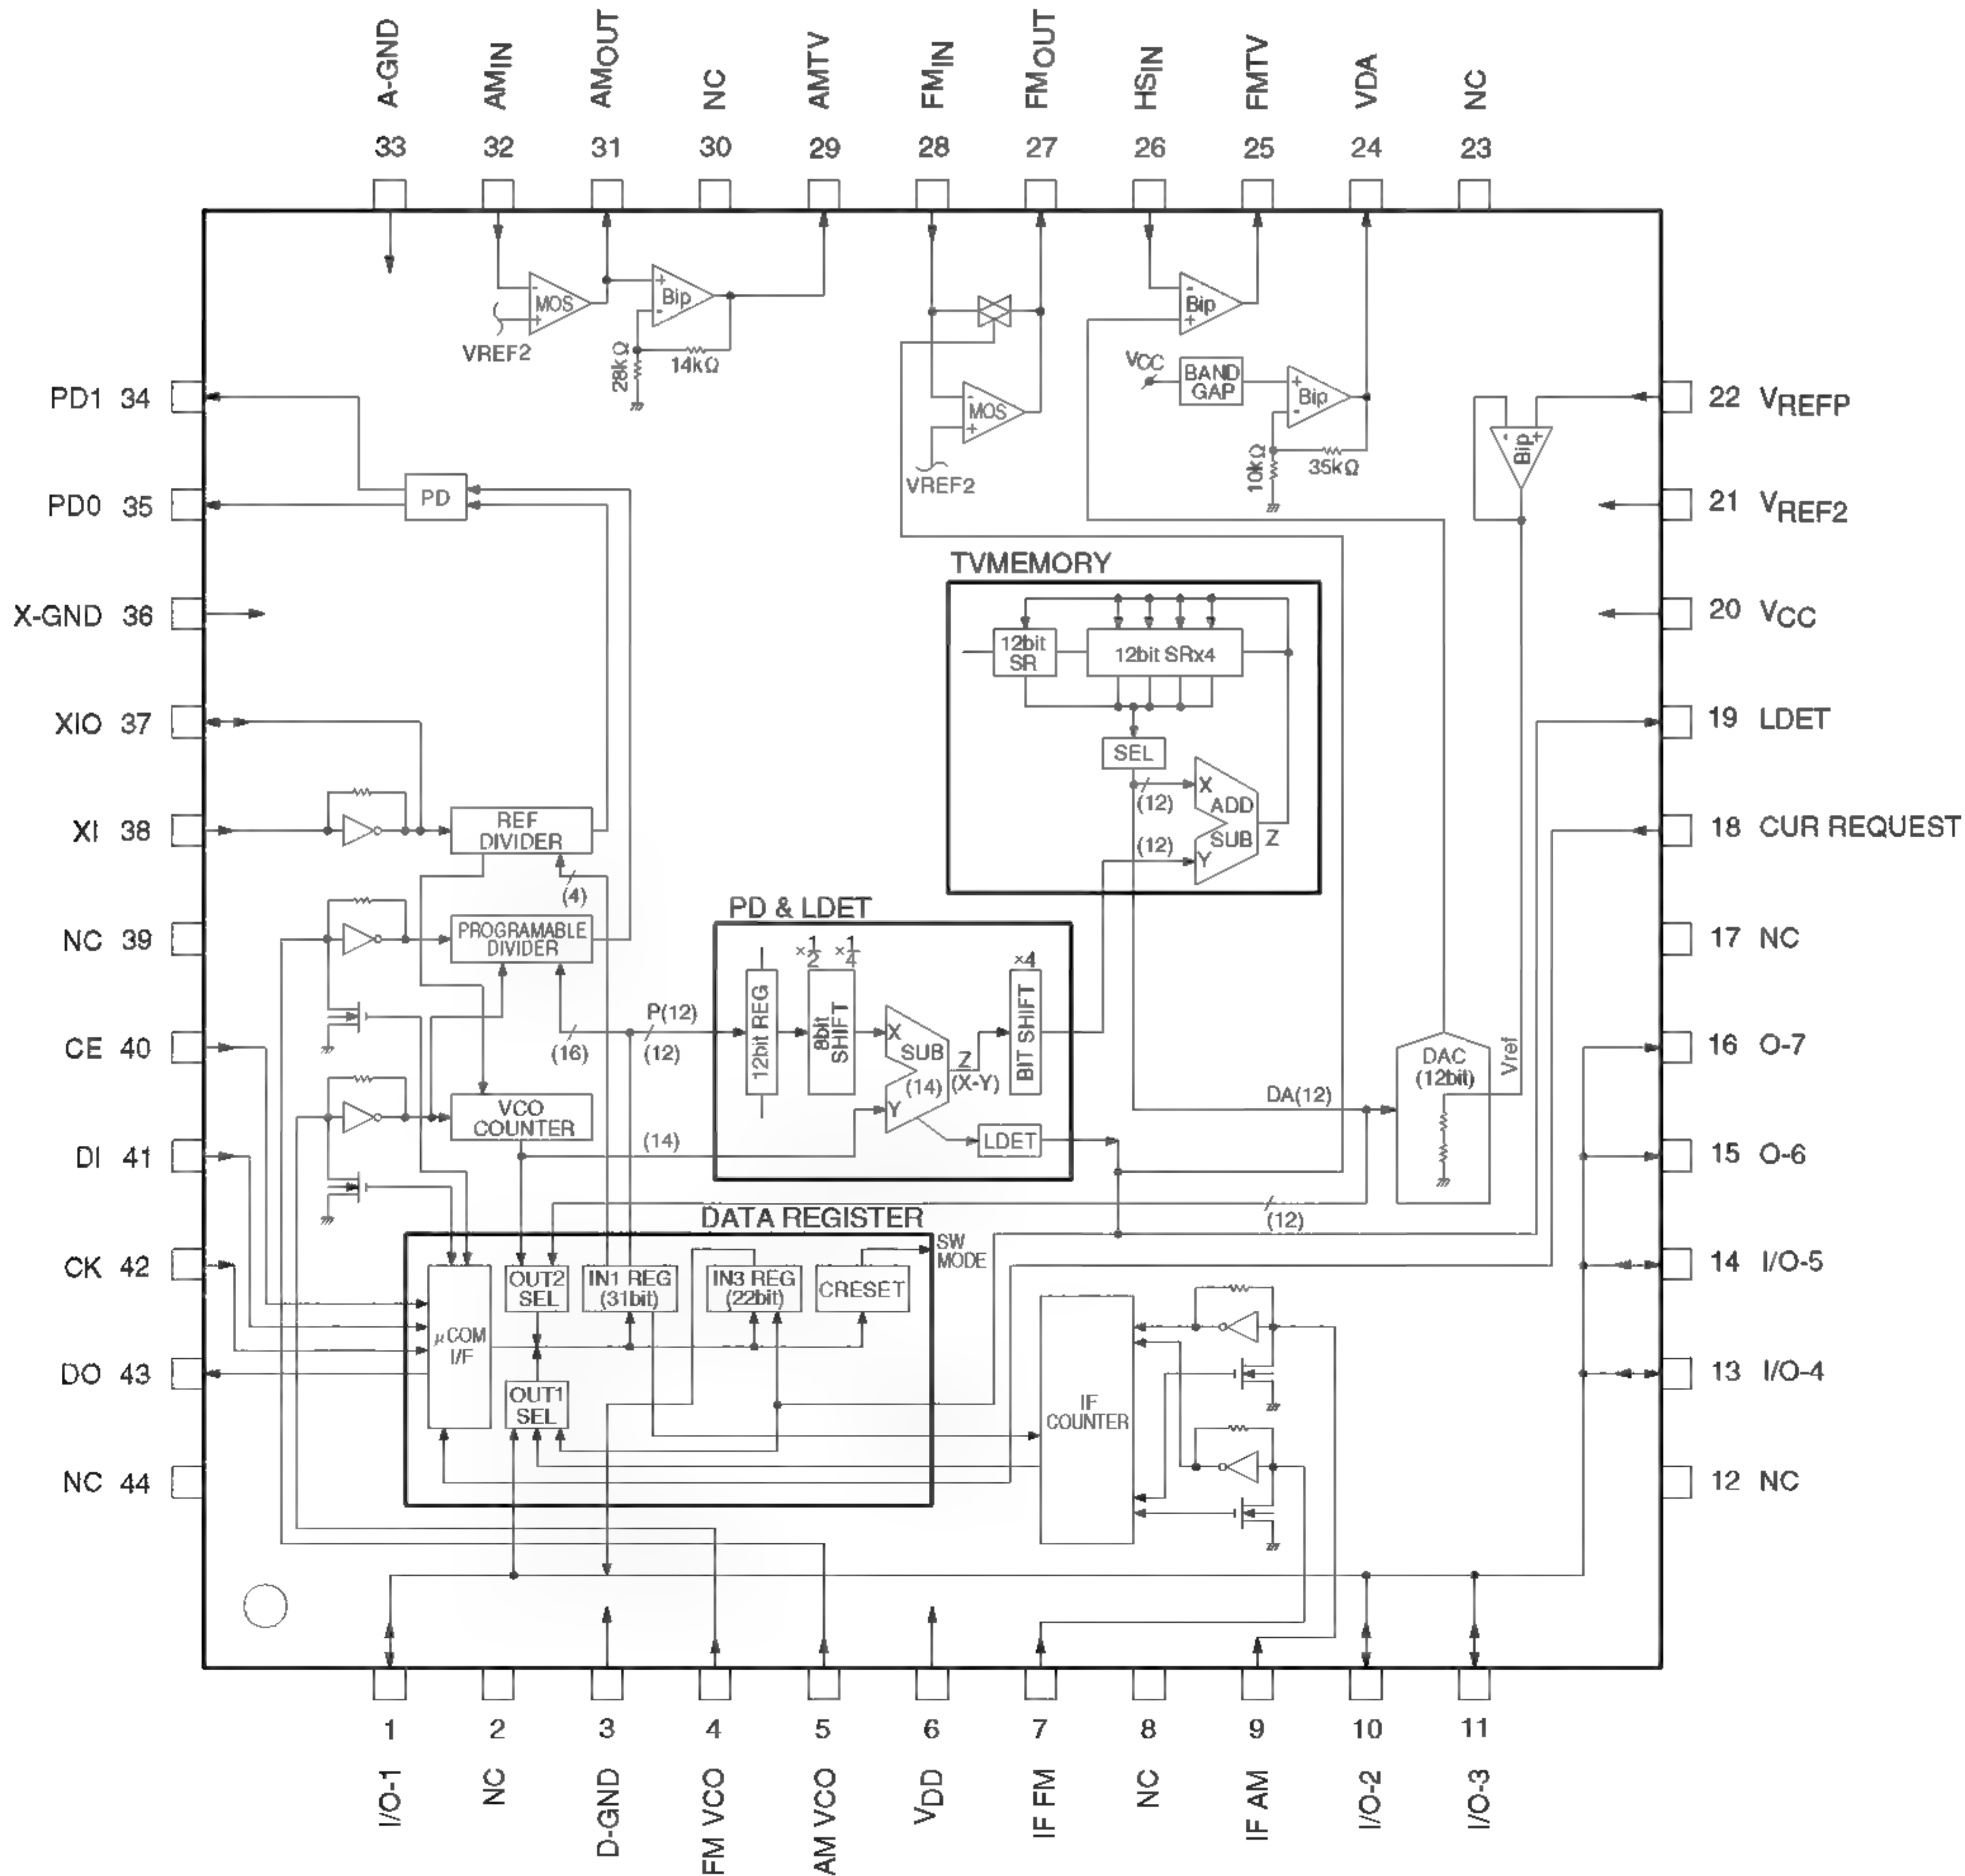 A-GND
AMIN
AMOUT
NC
AMTV
FMIN
FMOUT
HSIN
FMTV
VDA
NC
33
32
31
30
29
28
27
26
25
24
23
MOS
VREF2
Bip
28kΩ
14kΩ
MOS
VREF2
Bip
VCC
BAND
GAP
Bip
10kΩ
35kΩ
Bip
PD1 34
PD0 35
X-GND 36
XIO 37
XI 38
NC 39
CE 40
DI 41
CK 42
DO 43
NC 44
22 VREFP
21 VREF2
20 VCC
19 LDET
18 CUR REQUEST
17 NC
16 O-7
15 O-6
14 I/O-5
13 I/O-4
12 NC
PD
REF
DIVIDER
(4)
PROGRAMABLE
DIVIDER
(16)
P(12)
(12)
VCO
COUNTER
(14)
TVMEMORY
12bit
SR
12bit SRx4
SEL
(12)
(12)
X
ADD
SUB
Y
Z
PD & LDET
12bit REG
×1/2
×1/4
8bit
SHIFT
X
SUB
(14)
Y
Z
(X-Y)
×4
BIT SHIFT
LDET
DAC
(12bit)
Vref
DA(12)
(12)
DATA REGISTER
SW
MODE
μCOM
I/F
OUT2
SEL
IN1 REG
(31bit)
IN3 REG
(22bit)
CRESET
OUT1
SEL
IF
COUNTER
1
2
3
4
5
6
7
8
9
10
11
I/O-1
NC
D-GND
FM VCO
AM VCO
VDD
IF FM
NC
IF AM
I/O-2
I/O-3